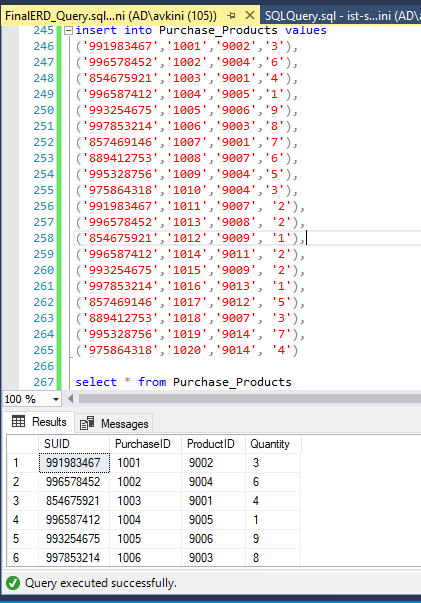 FinalERD_Query.sql...ni (AD\avkini (105)) SQLQuery.sql - ist-s...ini (AD\a
245 insert into Purchase_Products values
246 ('991983467','1001','9002','3'),
247 ('996578452','1002','9004','6'),
248 ('854675921','1003','9001','4'),
249 ('996587412','1004','9005','1'),
250 ('993254675','1005','9006','9'),
251 ('997853214','1006','9003','8'),
252 ('857469146','1007','9001','7'),
253 ('889412753','1008','9007','6'),
254 ('995328756','1009','9004','5'),
255 ('975864318','1010','9004','3'),
256 ('991983467','1011','9007', '2'),
257 ('996578452','1013','9008', '2'),
258 ('854675921','1012','9009', '1'),
259 ('996587412','1014','9011', '2'),
260 ('993254675','1015','9009', '2'),
261 ('997853214','1016','9013', '1'),
262 ('857469146','1017','9012', '5'),
263 ('889412753','1018','9007', '3'),
264 ('995328756','1019','9014', '7'),
265 ('975864318','1020','9014', '4')
266
267 select * from Purchase_Products
100 %
Results Messages
SUID PurchaseID ProductID Quantity
1 991983467 1001 9002 3
2 996578452 1002 9004 6
3 854675921 1003 9001 4
4 996587412 1004 9005 1
5 993254675 1005 9006 9
6 997853214 1006 9003 8
Query executed successfully.